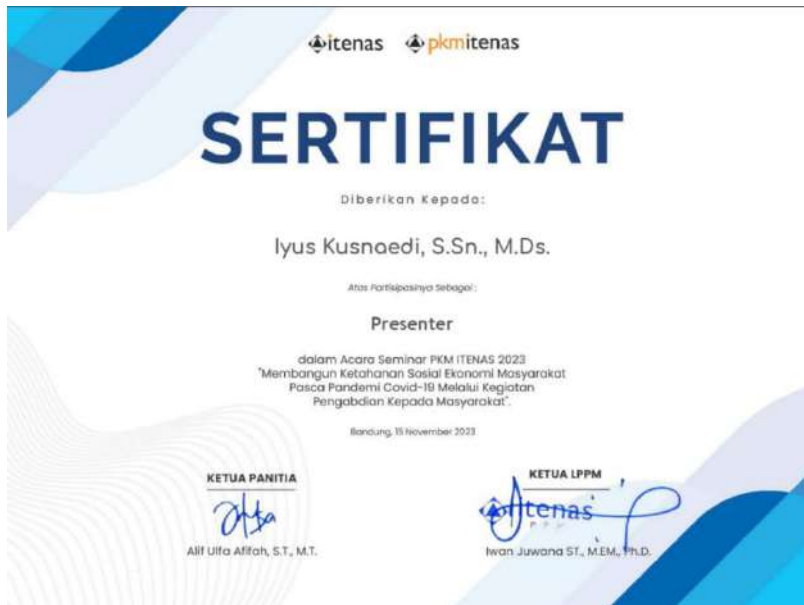 itenas pkmitenas
SERTIFIKAT
Diberikan Kepada:
Iyus Kusnaedi, S.Sn., M.Ds.
Atas Partisipasinya Sebagai :
Presenter
dalam Acara Seminar PKM ITENAS 2023
"Membangun Ketahanan Sosial Ekonomi Masyarakat
Pasca Pandemi Covid-19 Melalui Kegiatan
Pengabdian Kepada Masyarakat".
Bandung, 15 November 2023
KETUA PANITIA KETUA LPPM
itenas
Alif Ulfa Afifah, S.T., M.T. Iwan Juwana ST., M.EM., Ph.D.